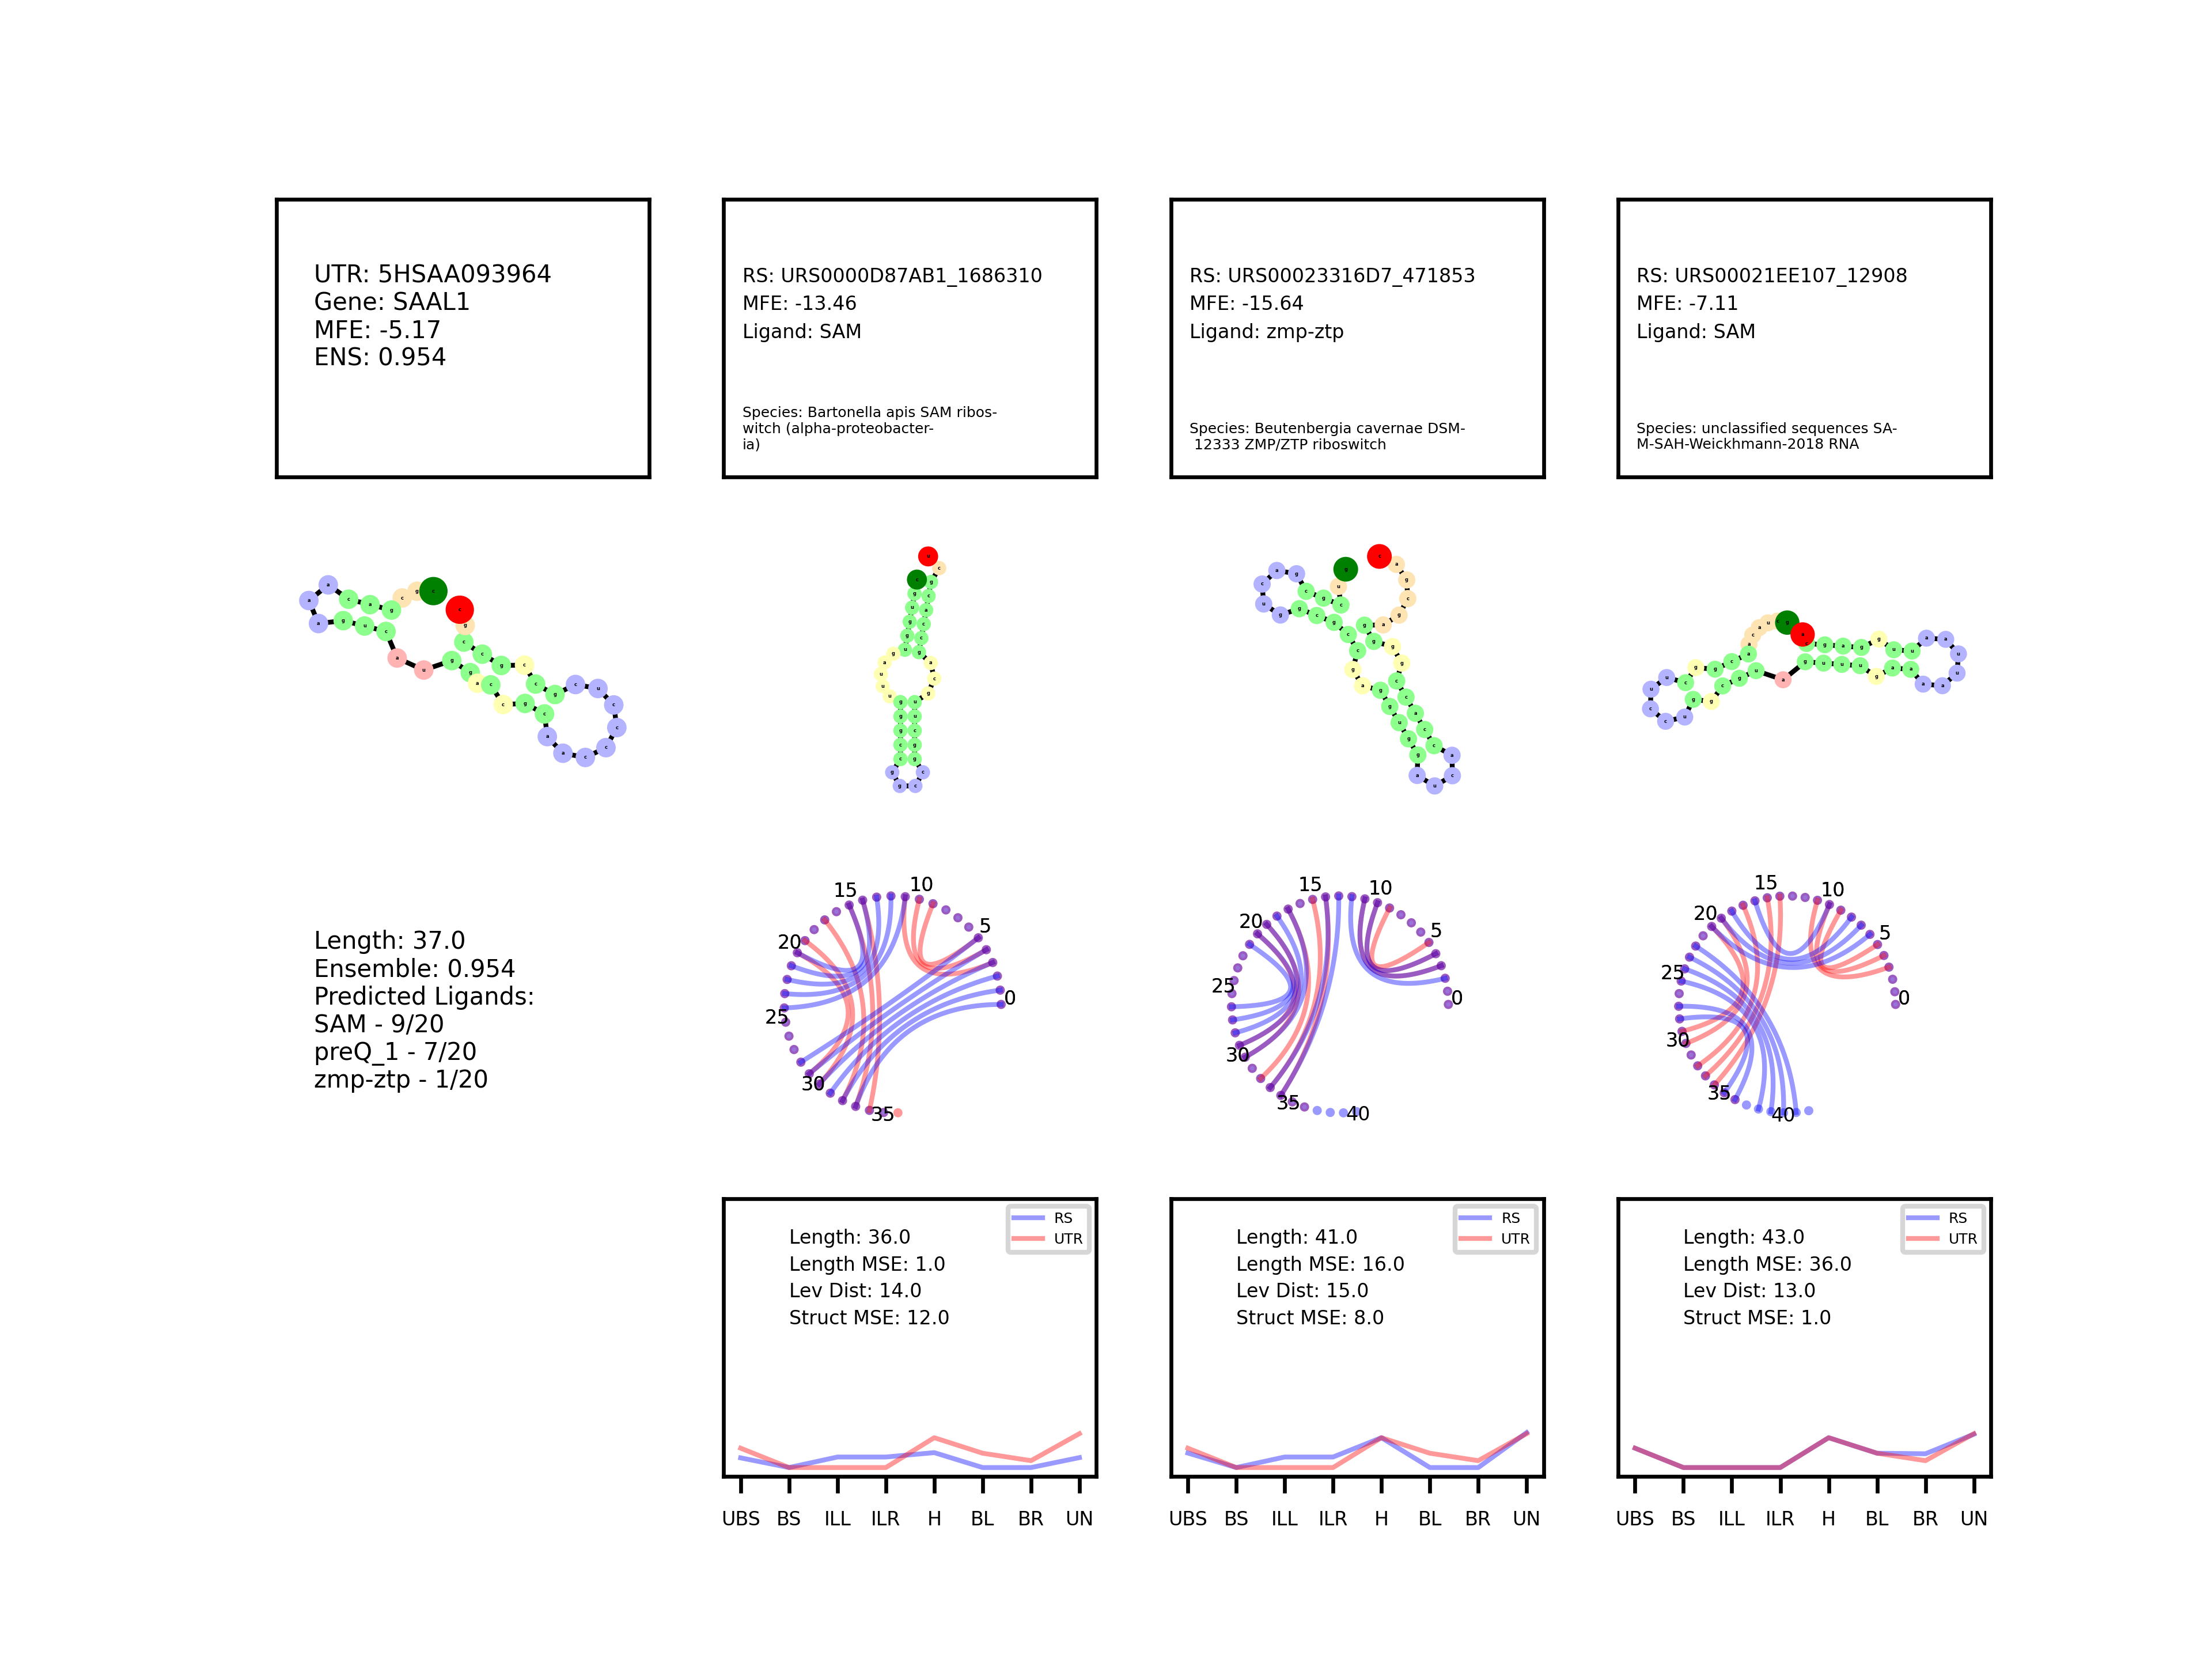 UTR: 5HSAA093964
Gene: SAAL1
MFE: -5.17
ENS: 0.954
RS: URS0000D87AB1_1686310
MFE: -13.46
Ligand: SAM
Species: Bartonella apis SAM ribos-
witch (alpha-proteobacter-
ia)
RS: URS00023316D7_471853
MFE: -15.64
Ligand: zmp-ztp
Species: Beutenbergia cavernae DSM-
12333 ZMP/ZTP riboswitch
RS: URS00021EE107_12908
MFE: -7.11
Ligand: SAM
Species: unclassified sequences SA-
M-SAH-Weickhmann-2018 RNA
Length: 37.0
Ensemble: 0.954
Predicted Ligands:
SAM - 9/20
preQ_1 - 7/20
zmp-ztp - 1/20
0
5
10
15
20
25
30
35
0
5
10
15
20
25
30
35
40
0
5
10
15
20
25
30
35
40
RS
UTR
Length: 36.0
Length MSE: 1.0
Lev Dist: 14.0
Struct MSE: 12.0
UBS BS ILL ILR H BL BR UN
RS
UTR
Length: 41.0
Length MSE: 16.0
Lev Dist: 15.0
Struct MSE: 8.0
UBS BS ILL ILR H BL BR UN
RS
UTR
Length: 43.0
Length MSE: 36.0
Lev Dist: 13.0
Struct MSE: 1.0
UBS BS ILL ILR H BL BR UN